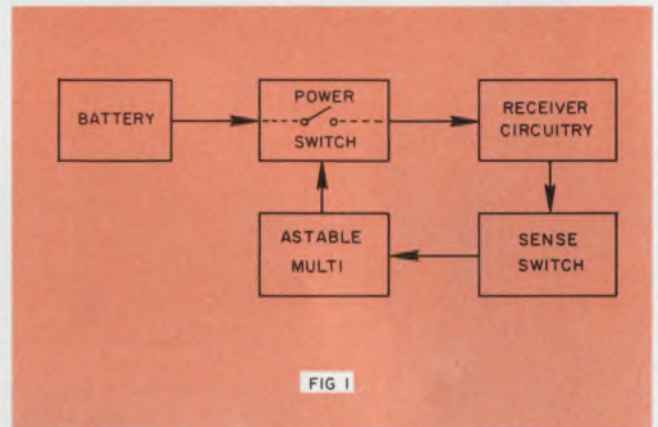 BATTERY
POWER
SWITCH
RECEIVER
CIRCUITRY
ASTABLE
MULTI
SENSE
SWITCH
FIG 1